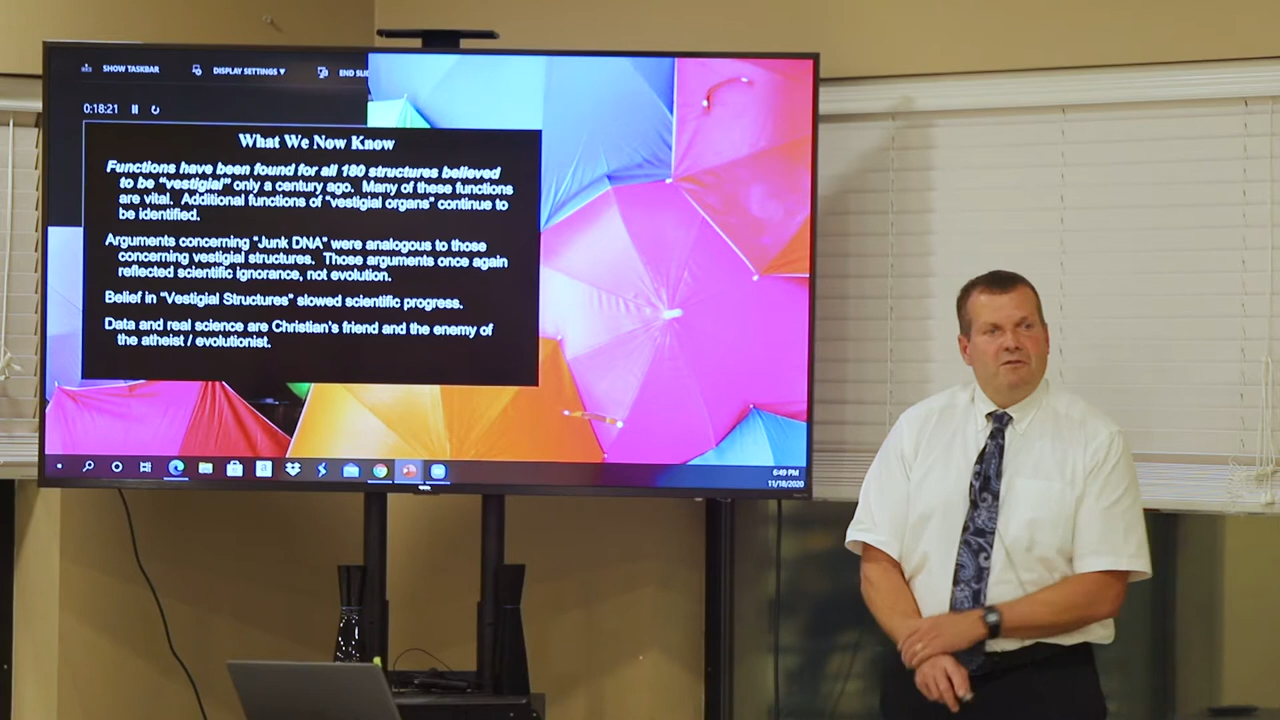 SHOW TASKBAR DISPLAY SETTINGS ▼ END SLI
0:18:21
What We Now Know
Functions have been found for all 180 structures believed
to be “vestigial” only a century ago. Many of these functions
are vital. Additional functions of “vestigial organs” continue to
be identified.
Arguments concerning “Junk DNA” were analogous to those
concerning vestigial structures. Those arguments once again
reflected scientific ignorance, not evolution.
Belief in “Vestigial Structures” slowed scientific progress.
Data and real science are Christian’s friend and the enemy of
the atheist / evolutionist.
6:49 PM
11/18/2020